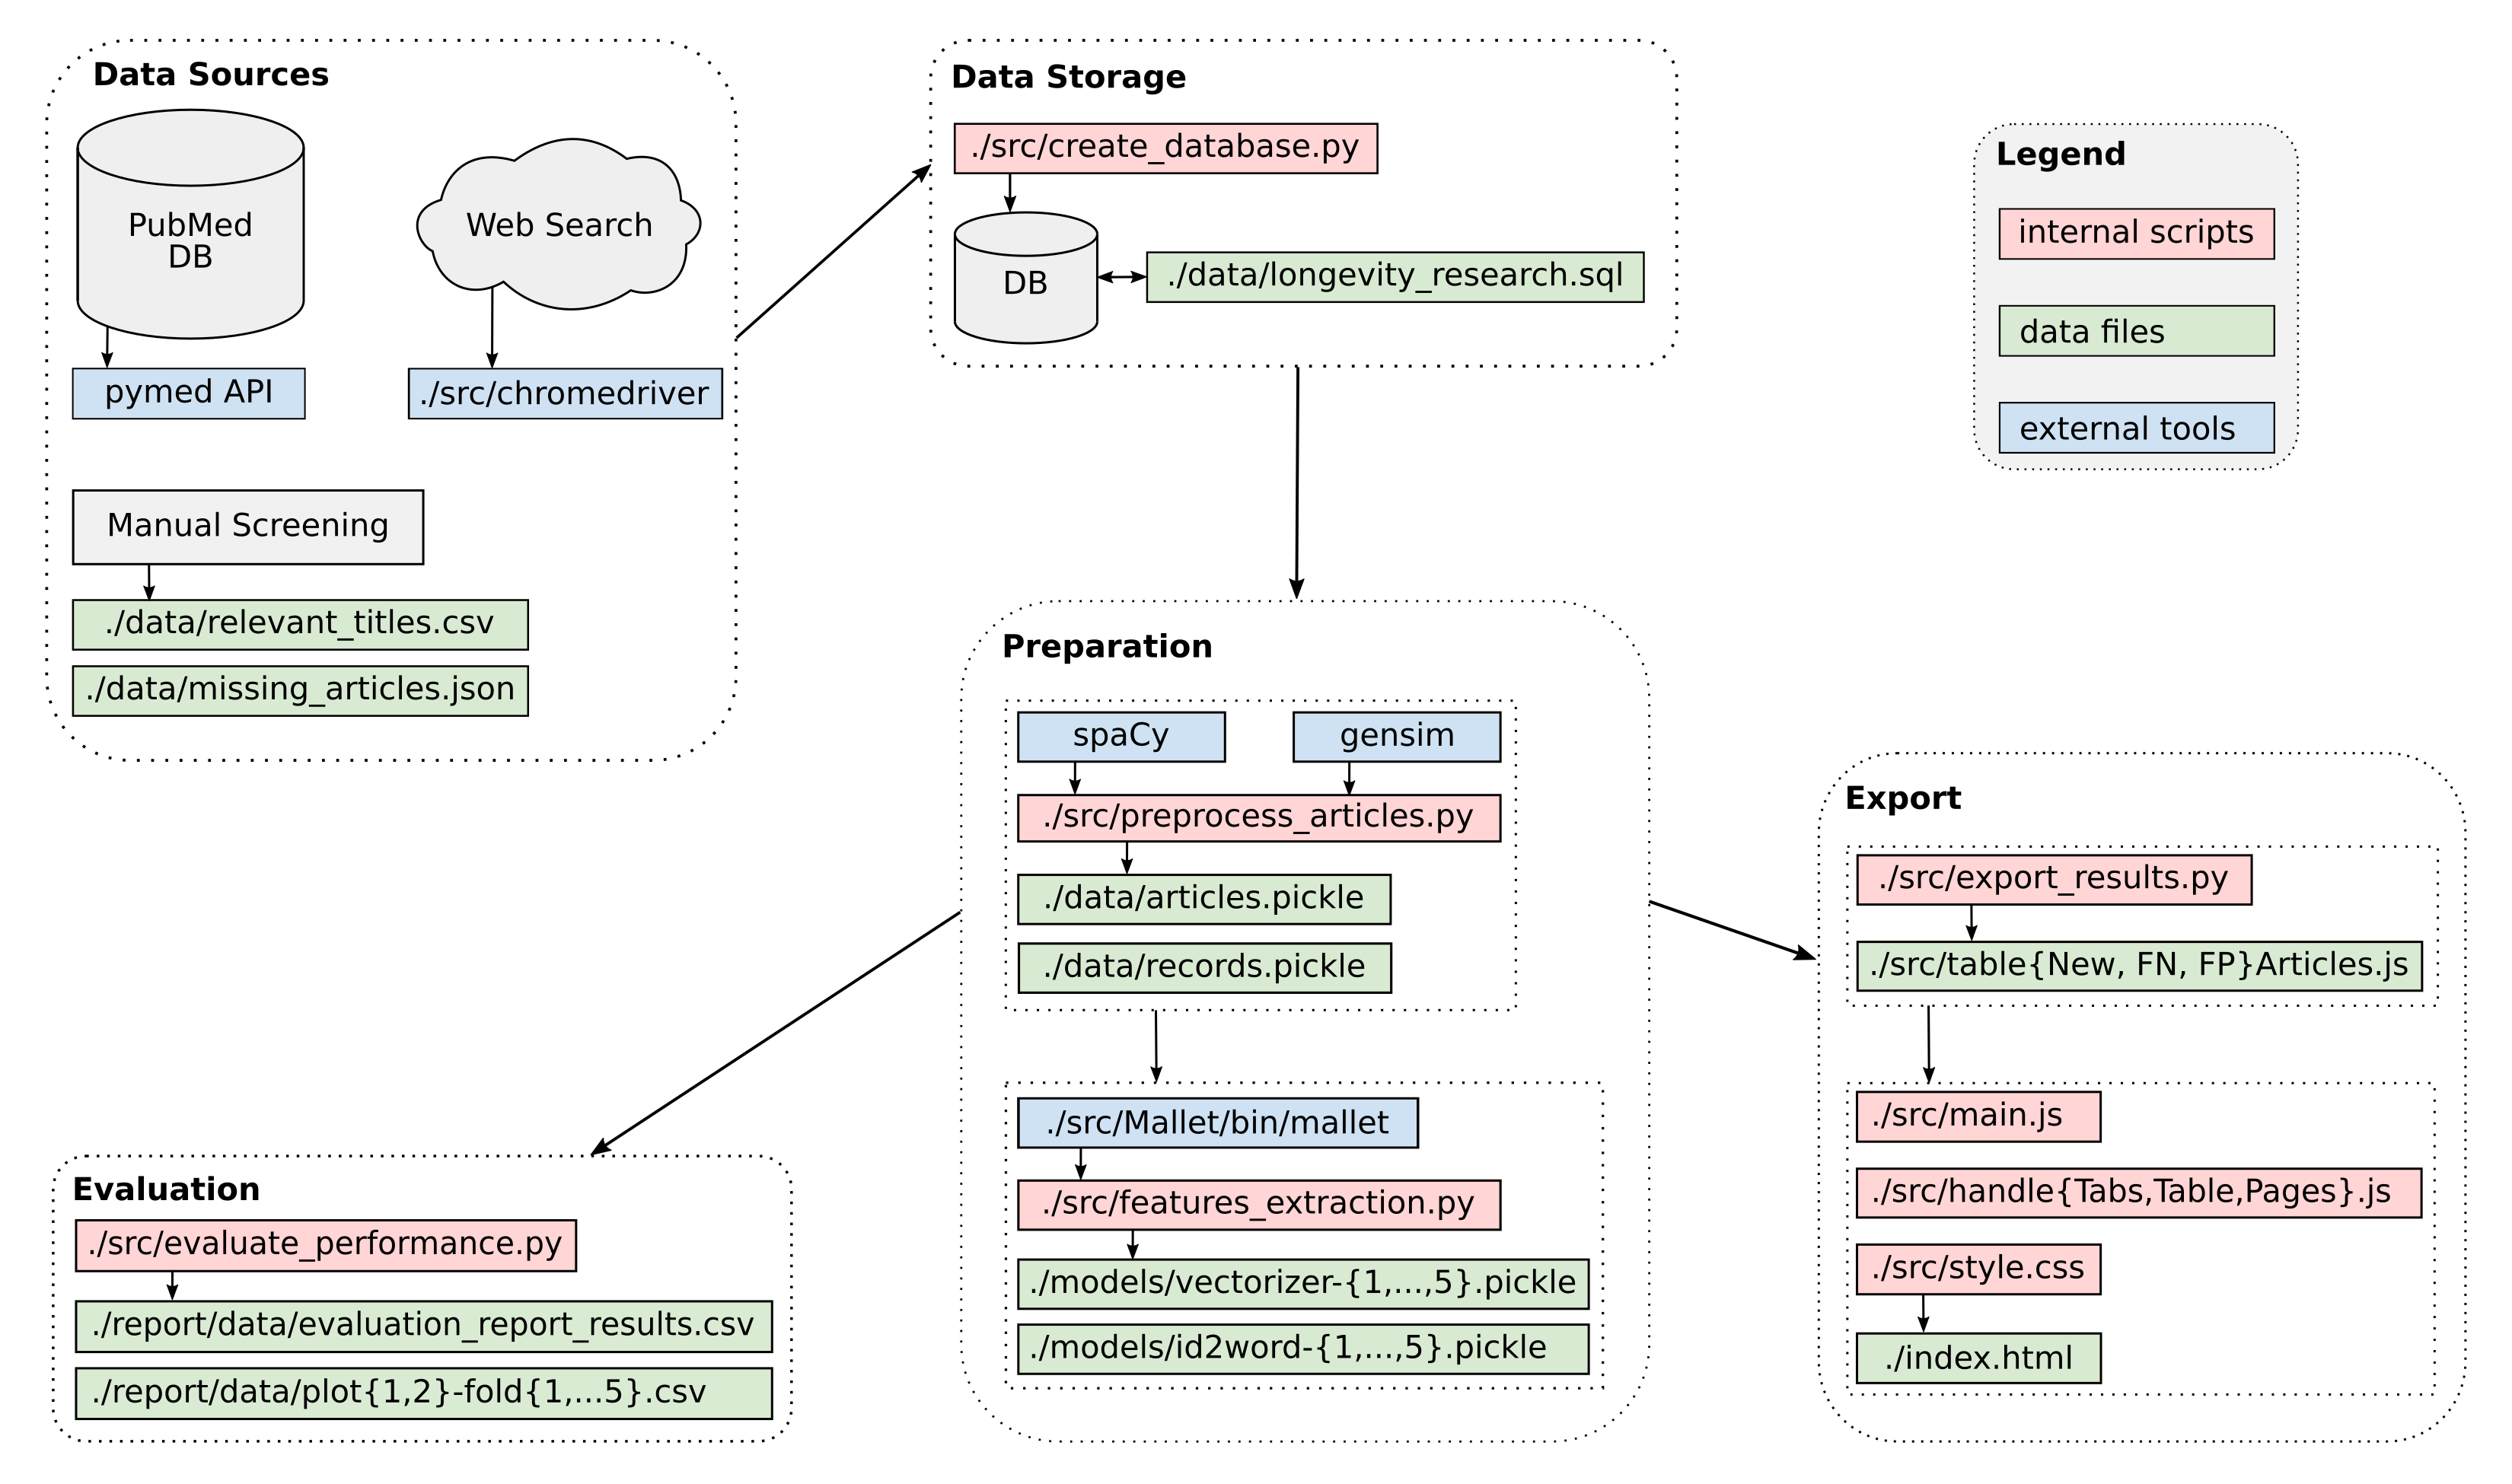 Data Sources
PubMed
DB
Web Search
pymed API
./src/chromedriver
Manual Screening
./data/relevant_titles.csv
./data/missing_articles.json
Data Storage
./src/create_database.py
DB
./data/longevity_research.sql
Legend
internal scripts
data files
external tools
Preparation
spaCy
gensim
./src/preprocess_articles.py
./data/articles.pickle
./data/records.pickle
./src/Mallet/bin/mallet
./src/features_extraction.py
./models/vectorizer-{1,...,5}.pickle
./models/id2word-{1,...,5}.pickle
Evaluation
./src/evaluate_performance.py
./report/data/evaluation_report_results.csv
./report/data/plot{1,2}-fold{1,...5}.csv
Export
./src/export_results.py
./src/table{New, FN, FP}Articles.js
./src/main.js
./src/handle{Tabs,Table,Pages}.js
./src/style.css
./index.html